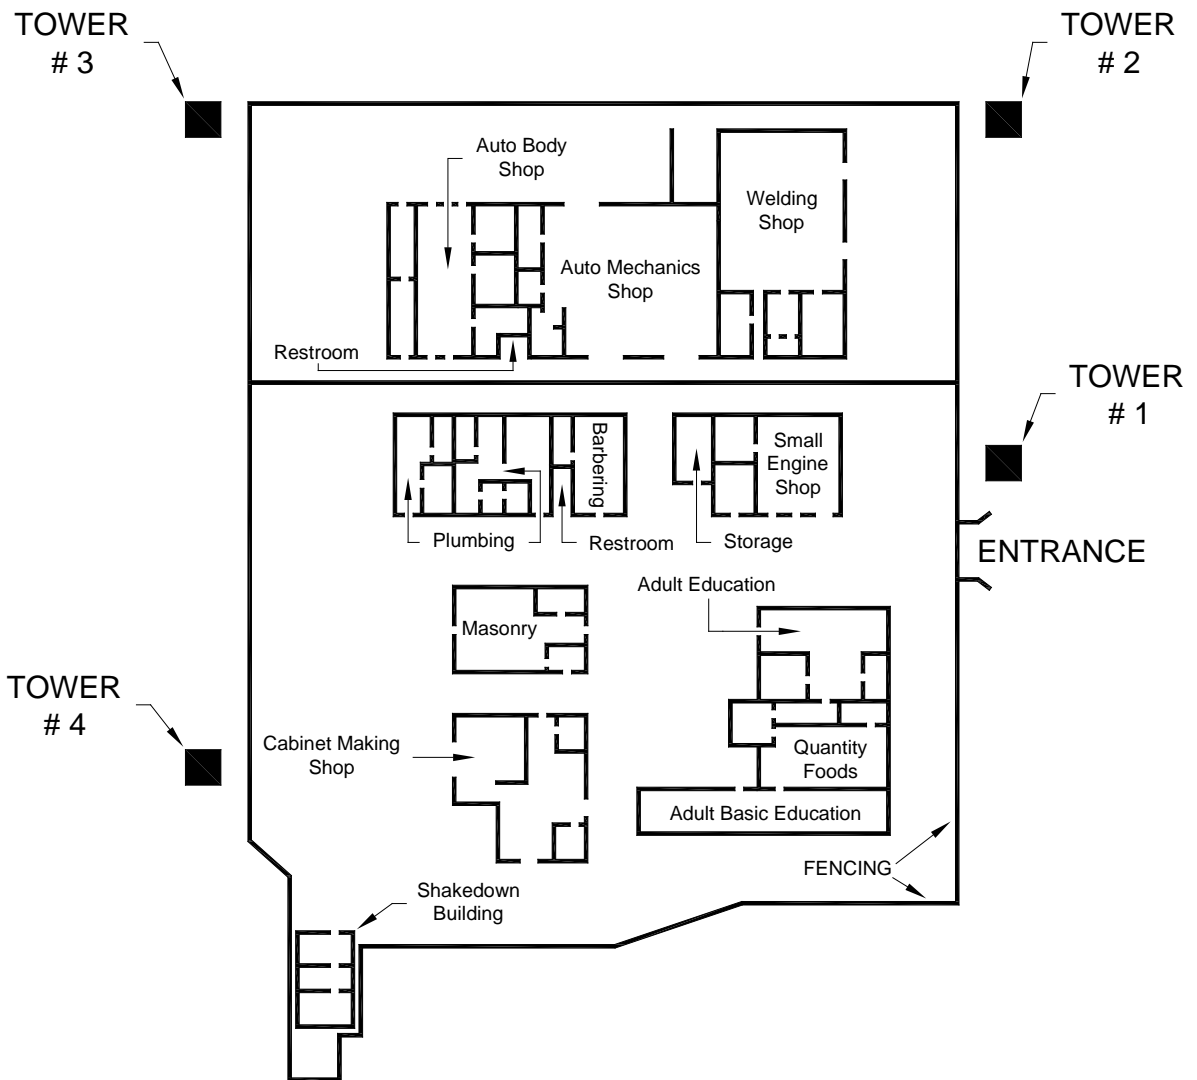 TOWER
# 3
TOWER
# 2
Auto Body
Shop
Welding
Shop
Auto Mechanics
Shop
Restroom
TOWER
# 1
Barbering
Small
Engine
Shop
Plumbing
Restroom
Storage
ENTRANCE
Adult Education
Masonry
TOWER
# 4
Cabinet Making
Shop
Quantity
Foods
Adult Basic Education
FENCING
Shakedown
Building